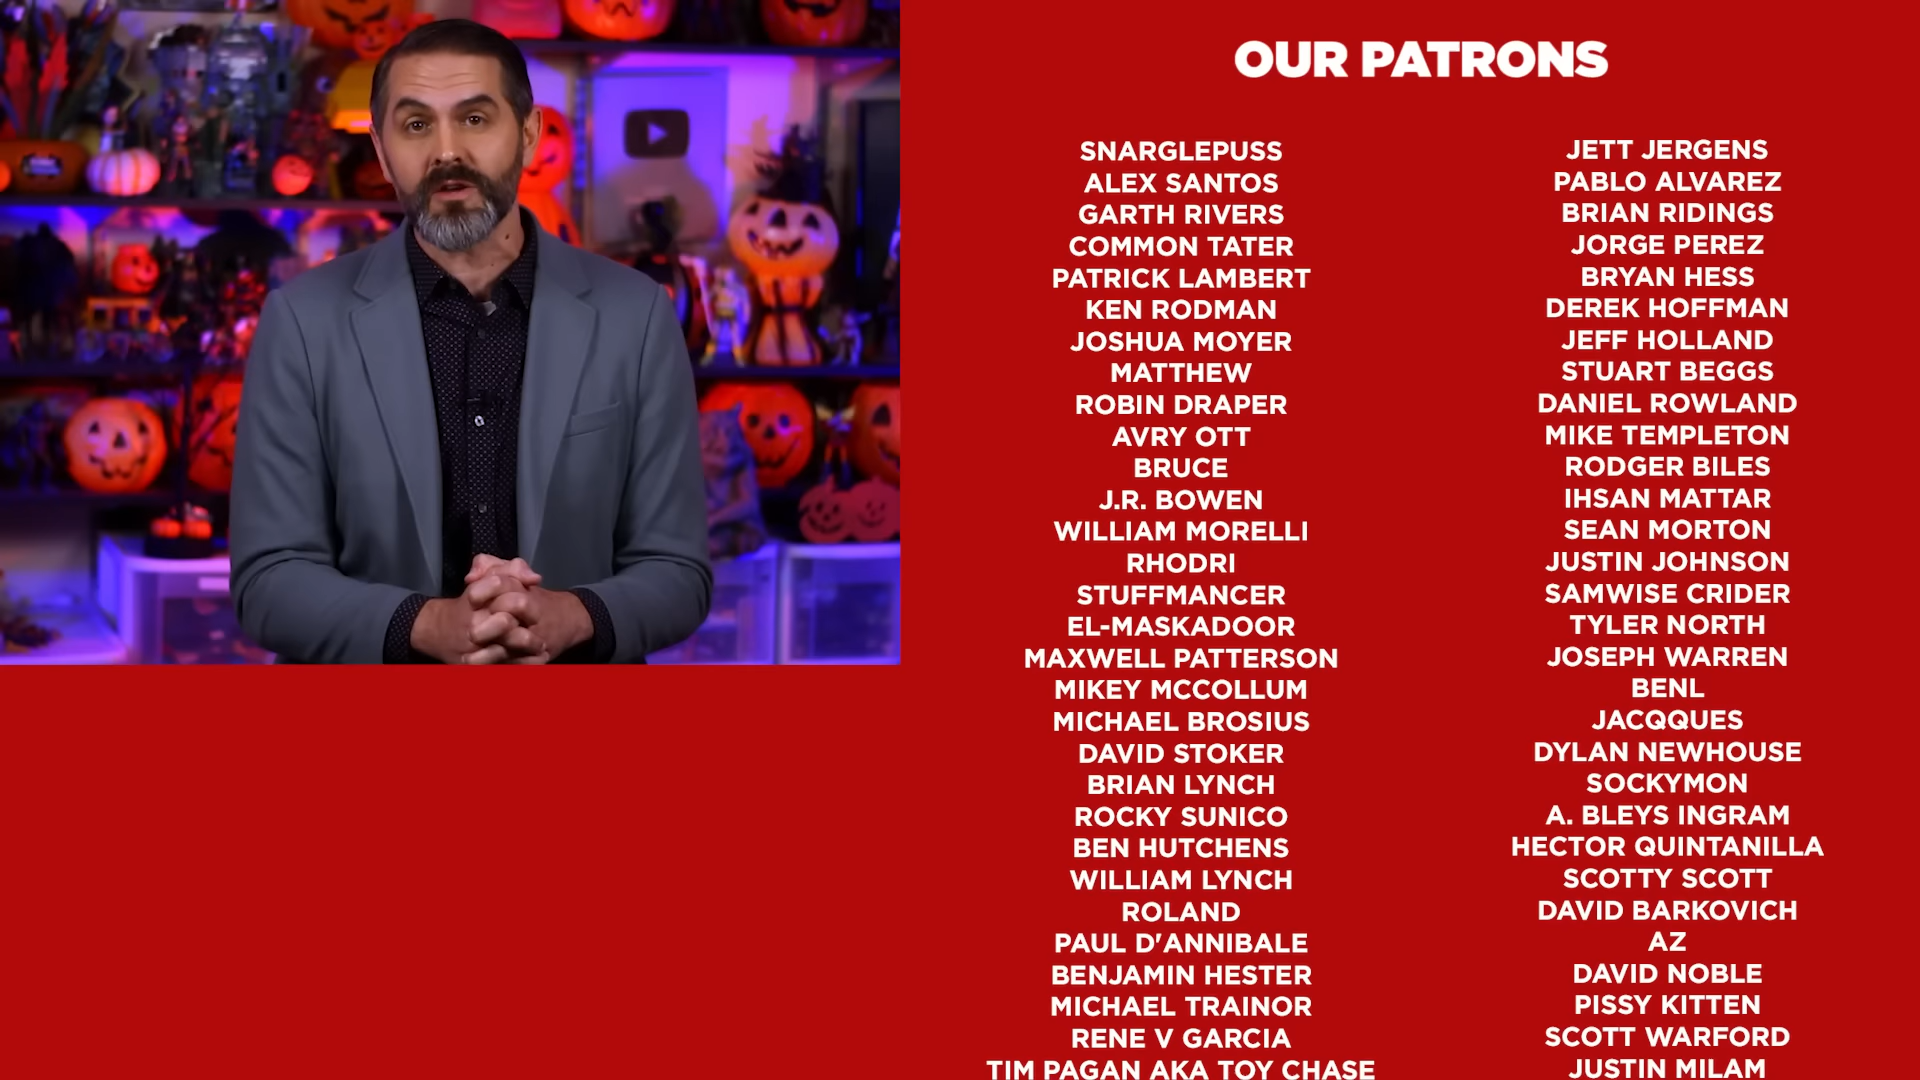 OUR PATRONS
SNARGLEPUSS
ALEX SANTOS
GARTH RIVERS
COMMON TATER
PATRICK LAMBERT
KEN RODMAN
JOSHUA MOYER
MATTHEW
ROBIN DRAPER
AVRY OTT
BRUCE
J.R. BOWEN
WILLIAM MORELLI
RHODRI
STUFFMANCER
EL-MASKADOOR
MAXWELL PATTERSON
MIKEY MCCOLLUM
MICHAEL BROSIUS
DAVID STOKER
BRIAN LYNCH
ROCKY SUNICO
BEN HUTCHENS
WILLIAM LYNCH
ROLAND
PAUL D'ANNIBALE
BENJAMIN HESTER
MICHAEL TRAINOR
RENE V GARCIA
TIM PAGAN AKA TOY CHASE
JETT JERGENS
PABLO ALVAREZ
BRIAN RIDINGS
JORGE PEREZ
BRYAN HESS
DEREK HOFFMAN
JEFF HOLLAND
STUART BEGGS
DANIEL ROWLAND
MIKE TEMPLETON
RODGER BILES
IHSAN MATTAR
SEAN MORTON
JUSTIN JOHNSON
SAMWISE CRIDER
TYLER NORTH
JOSEPH WARREN
BENL
JACQQUES
DYLAN NEWHOUSE
SOCKYMON
A. BLEYS INGRAM
HECTOR QUINTANILLA
SCOTTY SCOTT
DAVID BARKOVICH
AZ
DAVID NOBLE
PISSY KITTEN
SCOTT WARFORD
JUSTIN MILAM